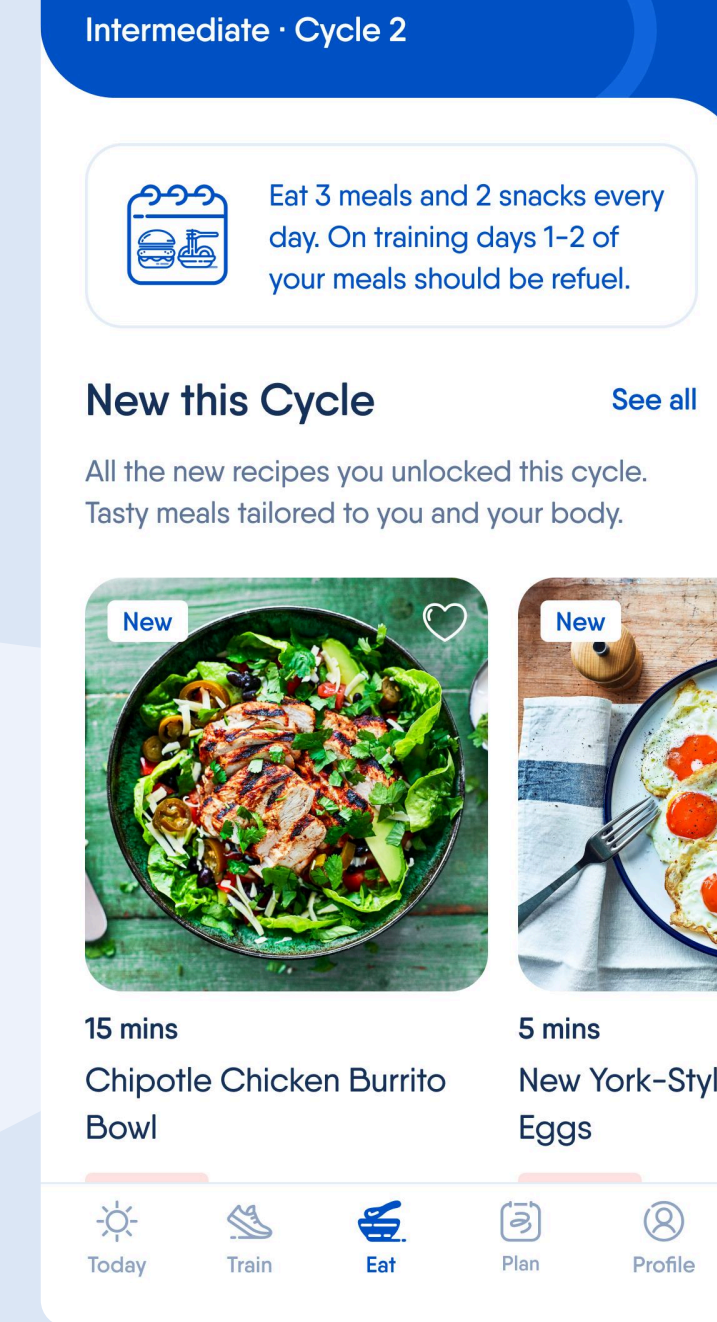 Intermediate · Cycle 2
Eat 3 meals and 2 snacks every
day. On training days 1-2 of
your meals should be refuel.
New this Cycle
See all
All the new recipes you unlocked this cycle.
Tasty meals tailored to you and your body.
New
New
15 mins
Chipotle Chicken Burrito
Bowl
5 mins
New York-Styl
Eggs
Today
Train
Eat
Plan
Profile